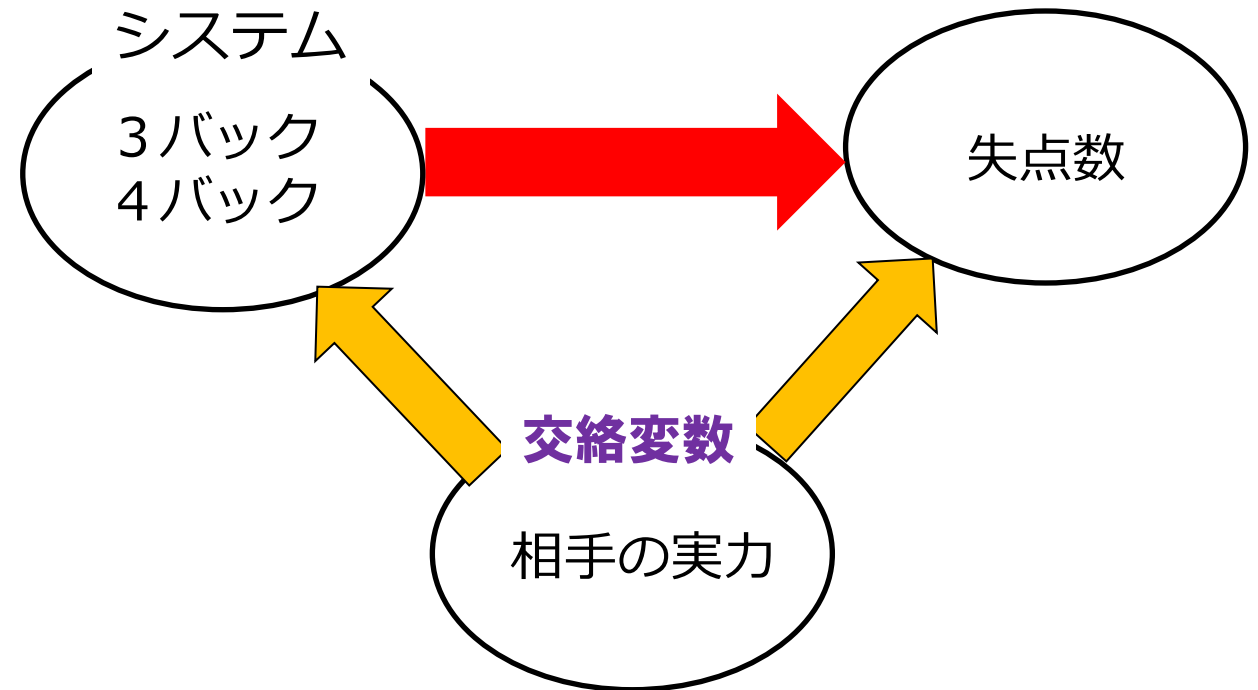 システム
３バック
４バック
失点数
交絡変数
相手の実力